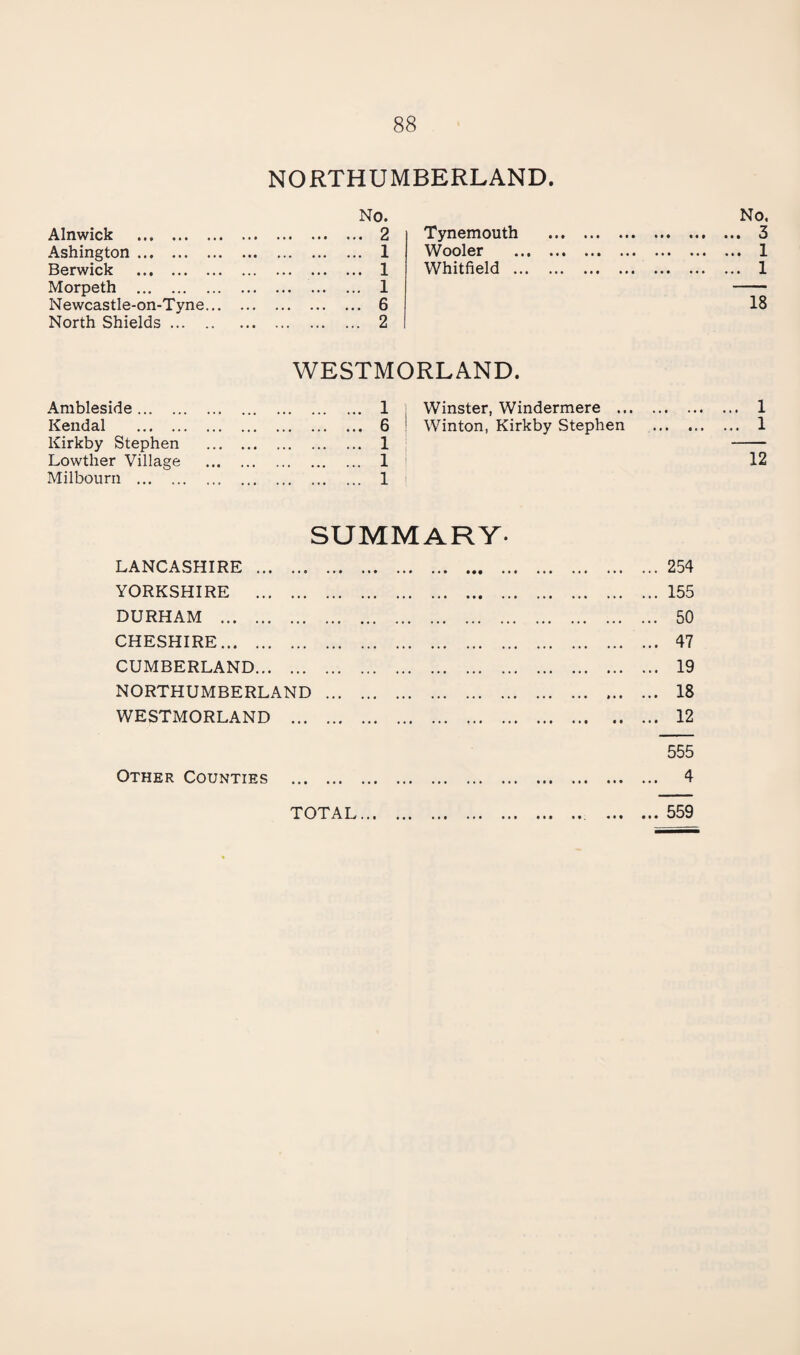 88
NORTHUMBERLAND.
No.
Alnwick ... ... ... ... ... ... ... 2
Ashington ... ... ... ... ... ... ... 1
Berwick ... ... ... ... ... ... ... 1
Morpeth ... ... ... ... ... ... ... 1
Newcastle-on-Tyne... ... ... ... ... 6
North Shields ... .. ... ... ... ... 2
No.
Tynemouth ... ... ... ... ... ... 3
Wooler ... ... ... ... ... ... ... 1
Whitfield ... ... ... ... ... ... ... 1
18
WESTMORLAND.
Ambleside ... ... ... ... ... ... ... 1
Kendal ... ... ... ... ... ... ... 6
Kirkby Stephen ... ... ... ... ... 1
Lowther Village ... ... ... ... ... 1
Milbourn ... ... ... ... ... ... ... 1
Winster, Windermere ... ... ... ... 1
Winton, Kirkby Stephen ... ... ... 1
12
SUMMARY.
LANCASHIRE ... ... ... ... ... ... ... ... ... ... ... ... 254
YORKSHIRE ... ... ... ... ... ... ... ... ... ... ... ... 155
DURHAM ... ... ... ... ... ... ... ... ... ... ... ... ... 50
CHESHIRE... ... ... ... ... ... ... ... ... ... ... ... ... 47
CUMBERLAND... ... ... ... ... ... ... ... ... ... ... ... 19
NORTHUMBERLAND ... ... ... ... ... ... ... ... ... ... 18
WESTMORLAND ... ... ... ... ... ... ... ... ... .. ... 12
555
OTHER COUNTIES ... ... ... ... ... ... ... ... ... ... ... 4
TOTAL... ... ... ... ... ... .. ... ... 559